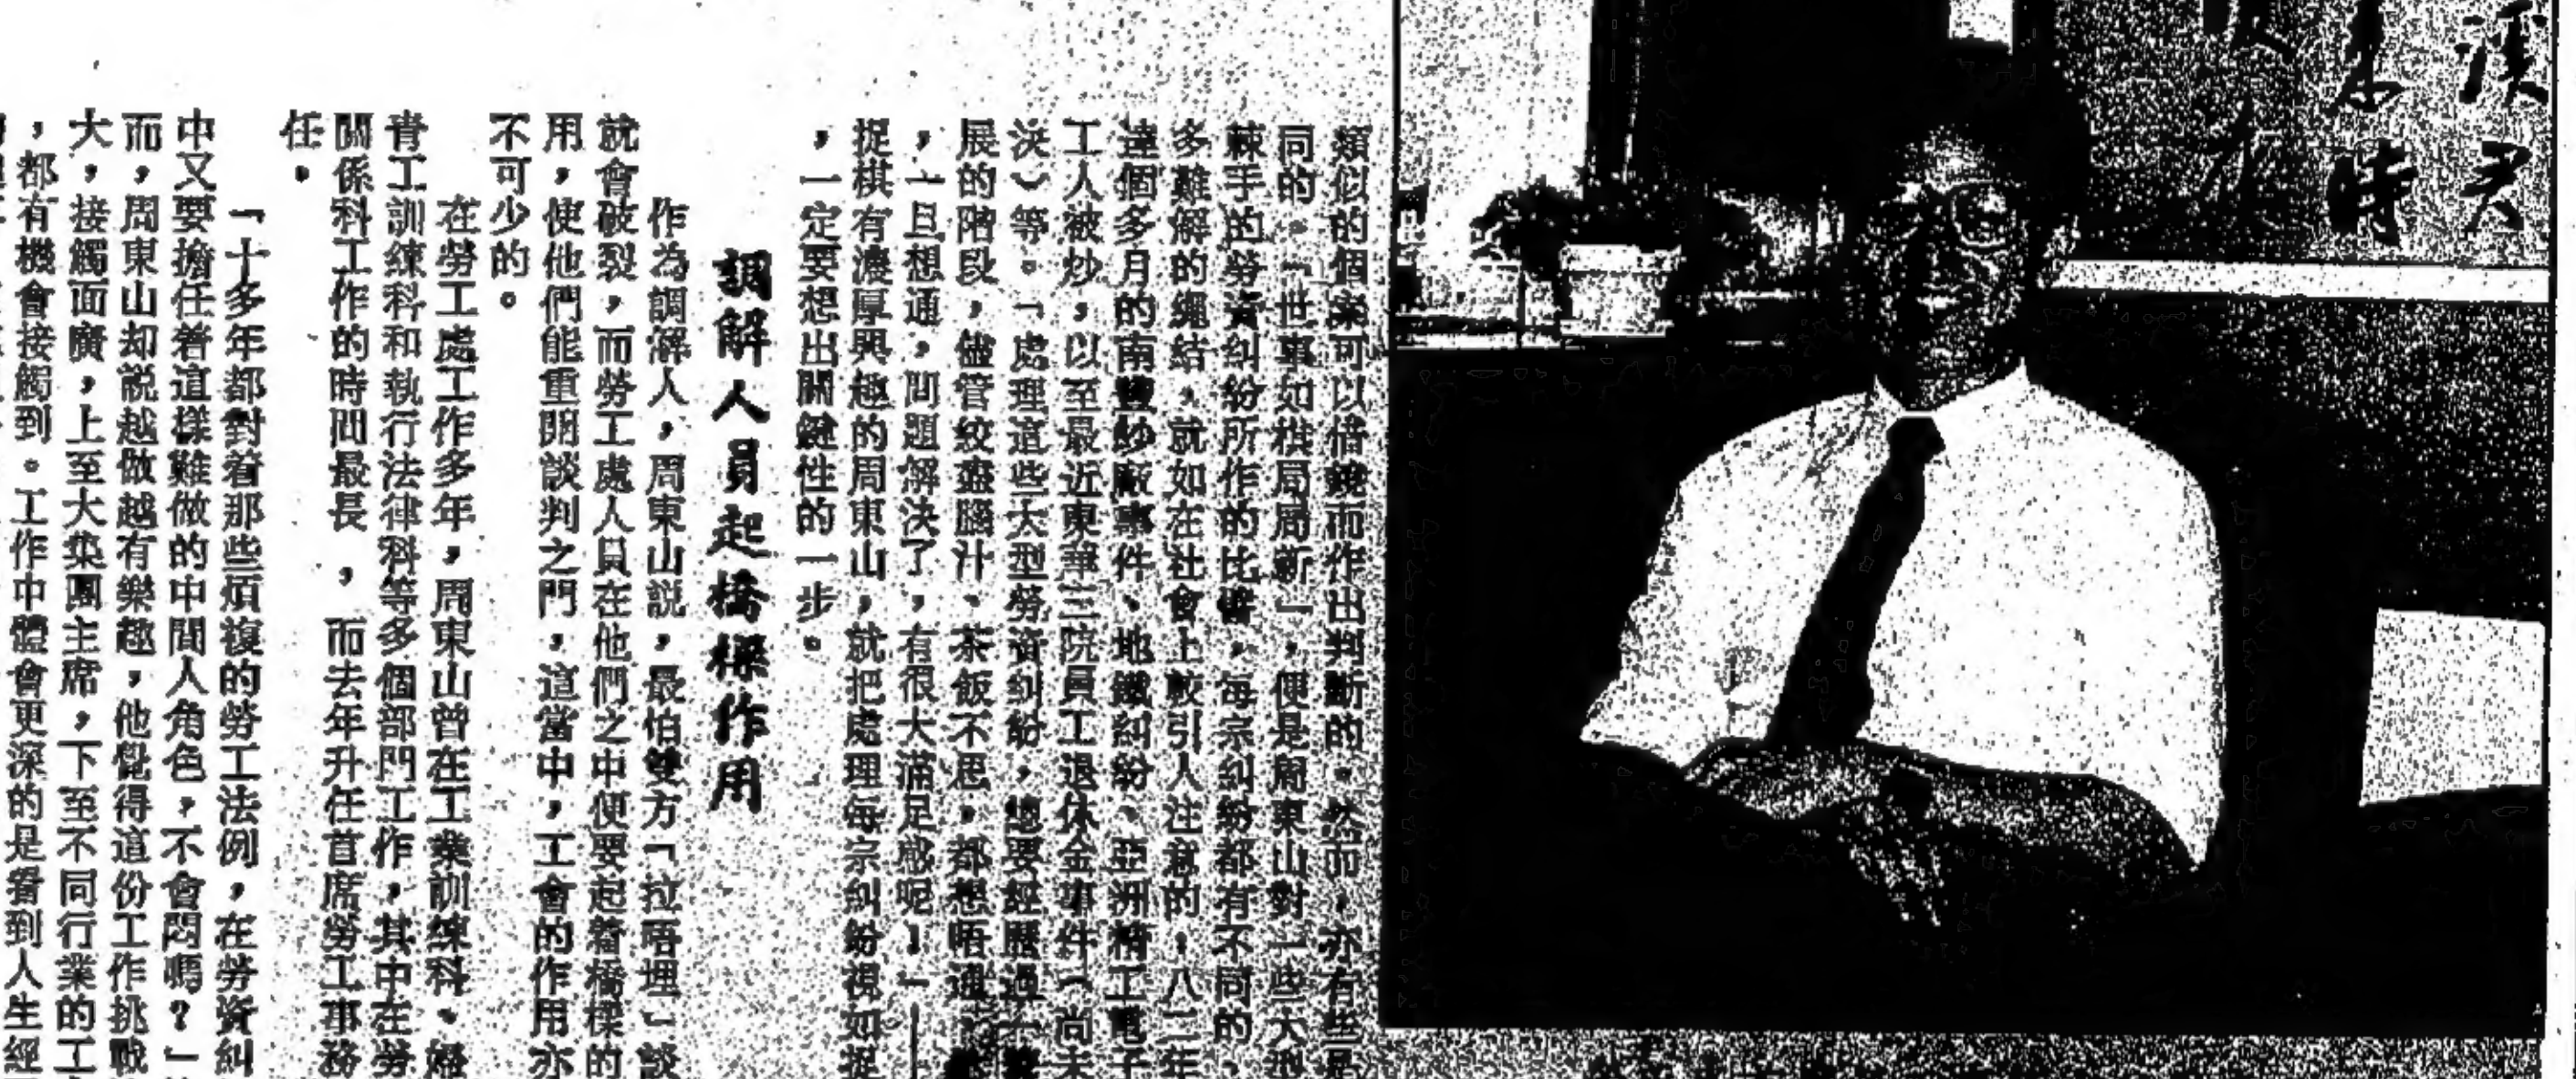 類似的個案可以借鏡而作出判斷的。然而,亦有些是
同的。「世事如棋局局新」,便是周東山對一些大型
棘手的勞資糾紛所作的比喻,每宗糾紛都有不同的、
多難解的繩結,就如在社會上較引人注意的:八二年
達個多月的南豐紗廠事件、地鐵糾紛、亞洲精工電子
工人被炒,以至最近東華三院員工退休金事件(尚未
決)等。「處理這些大型勞資糾紛,總要經歷過一
展的階段,儘管絞盡腦汁、茶飯不思,都想唔通,
,一旦想通,問題解決了,有很大滿足感呢!」——
捉棋有濃厚興趣的周東山,就把處理每宗糾紛視如捉
,一定要想出關鍵性的一步。
調解人員起橋樑作用
作為調解人,周東山説,最怕雙方「拉唔埋」談
就會破裂,而勞工處人員在他們之中便要起着橋樑的
用,使他們能重開談判之門,這當中,工會的作用亦
不可少的。
在勞工處工作多年,周東山曾在工業訓練科、婦
青工訓練科和執行法律科等多個部門工作,其中在勞
關係科工作的時間最長,而去年升任首席勞工事務
任。
「十多年都對着那些煩複的勞工法例,在勞資糾
中又要擔任着這樣難做的中間人角色,不會悶嗎?」
而,周東山却説越做越有樂趣,他覺得這份工作挑戰
大,接觸面廣,上至大集團主席,下至不同行業的工
,都有機會接觸到。工作中體會更深的是看到人生經
漢君
東時